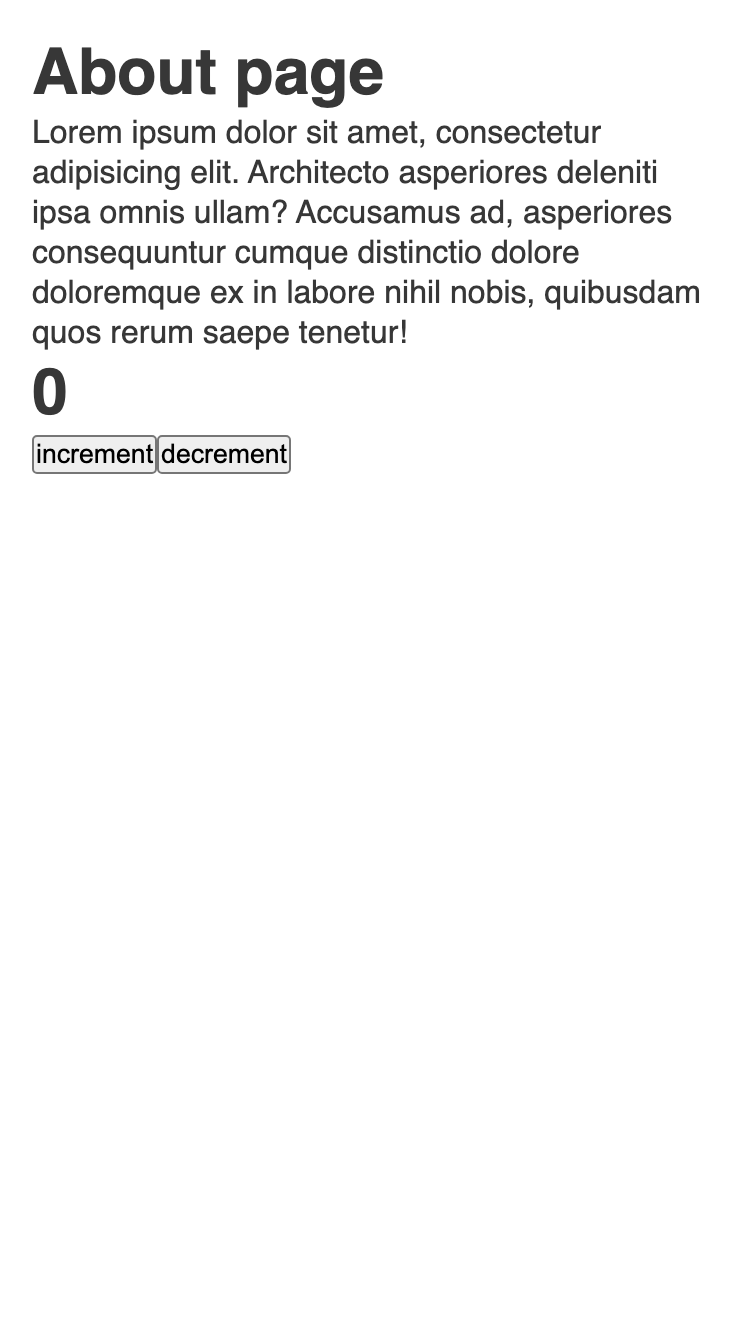 About page
Lorem ipsum dolor sit amet, consectetur
adipisicing elit. Architecto asperiores deleniti
ipsa omnis ullam? Accusamus ad, asperiores
consequuntur cumque distinctio dolore
doloremque ex in labore nihil nobis, quibusdam
quos rerum saepe tenetur!
0
increment decrement